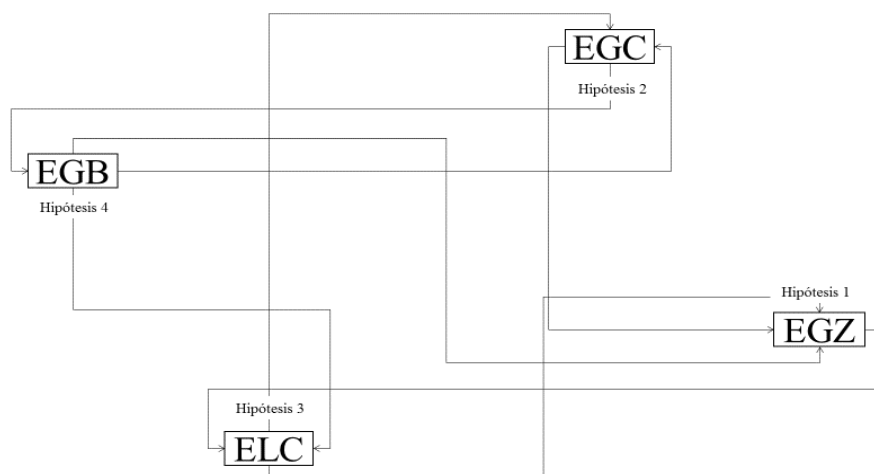 EGC
Hipótesis 2
EGB
Hipótesis 4
Hipótesis 1
EGZ
Hipótesis 3
ELC